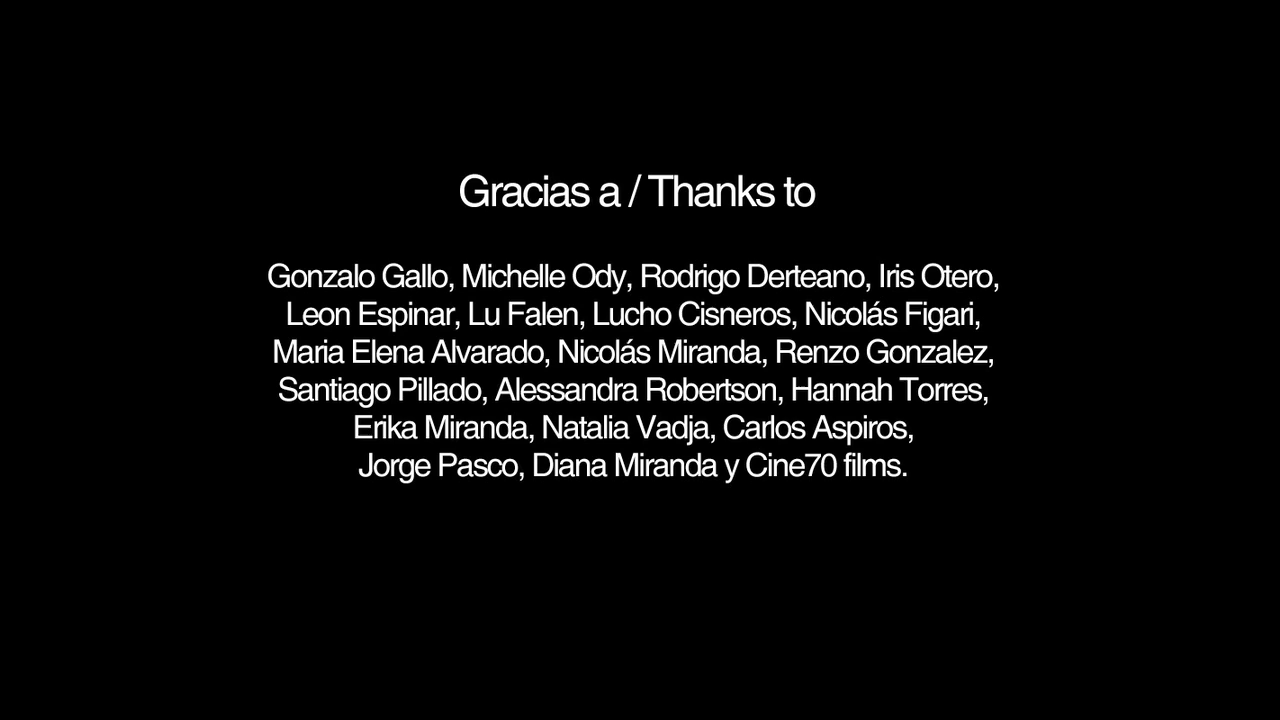 Gracias a / Thanks to
Gonzalo Gallo, Michelle Ody, Rodrigo Derteano, Iris Otero,
Leon Espinar, Lu Falen, Lucho Cisneros, Nicolás Figari,
Maria Elena Alvarado, Nicolás Miranda, Renzo Gonzalez,
Santiago Pillado, Alessandra Robertson, Hannah Torres,
Erika Miranda, Natalia Vadja, Carlos Aspiros,
Jorge Pasco, Diana Miranda y Cine70 films.